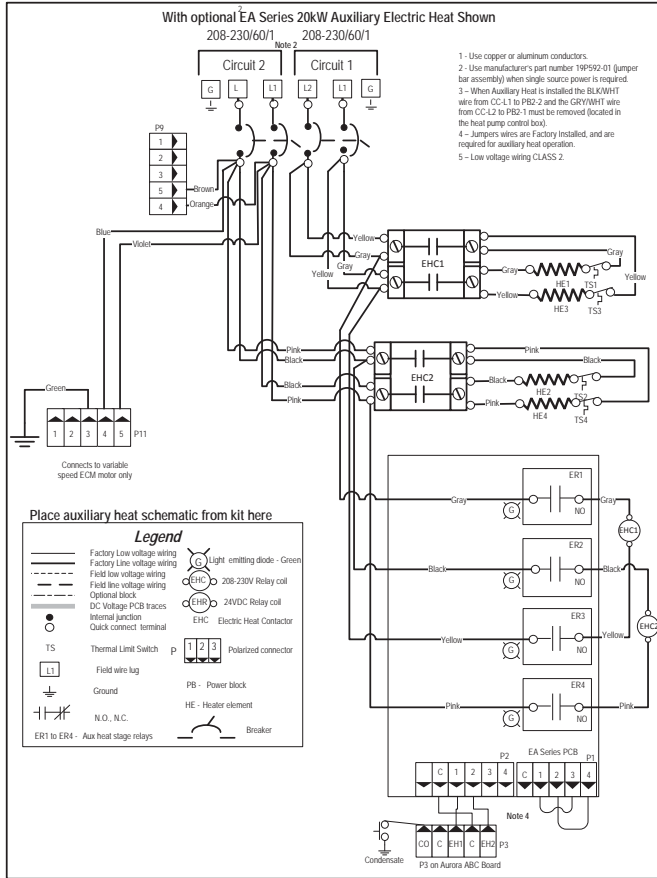 With optional EA Series 20kW Auxiliary Electric Heat Shown
2
208-230/60/1
Note 2
208-230/60/1
Circuit 2
Circuit 1
G
L
L1
L2
L1
G
1 - Use copper or aluminum conductors.
2 - Use manufacturer's part number 19P592-01 (jumper
bar assembly) when single source power is required.
3 – When Auxiliary Heat is installed the BLK/WHT
wire from CC-L1 to PB2-2 and the GRY/WHT wire
from CC-L2 to PB2-1 must be removed (located in
the heat pump control box).
4 – Jumpers wires are Factory Installed, and are
required for auxiliary heat operation.
5 – Low voltage wiring CLASS 2.
P9
1
2
3
5
4
Brown
Orange
Blue
Violet
Yellow
Gray
Gray
Yellow
EHC1
Gray
Gray
Yellow
Yellow
HE1
TS1
HE3
TS3
Pink
Black
Black
Pink
EHC2
Pink
Black
Black
Pink
HE2
TS2
HE4
TS4
Green
1
2
3
4
5
P11
Connects to variable
speed ECM motor only
ER1
Gray
G
NO
Gray
EHC1
ER2
Black
G
NO
Black
EHC2
ER3
Yellow
G
NO
Yellow
ER4
Pink
G
NO
Pink
Place auxiliary heat schematic from kit here
Legend
Factory Low voltage wiring
Factory Line voltage wiring
Field low voltage wiring
Field line voltage wiring
Optional block
DC Voltage PCB traces
Internal junction
Quick connect terminal
TS
Thermal Limit Switch
L1
Field wire lug
Ground
N.O., N.C.
ER1 to ER4 - Aux heat stage relays
G
Light emitting diode - Green
EHC
208-230V Relay coil
EHR
24VDC Relay coil
EHC
Electric Heat Contactor
P
1
2
3
Polarized connector
PB - Power block
HE - Heater element
Breaker
P2
C
1
2
3
4
EA Series PCB
P1
C
1
2
3
4
Note 4
CO
C
EH1
C
EH2
P3
Condensate
P3 on Aurora ABC Board